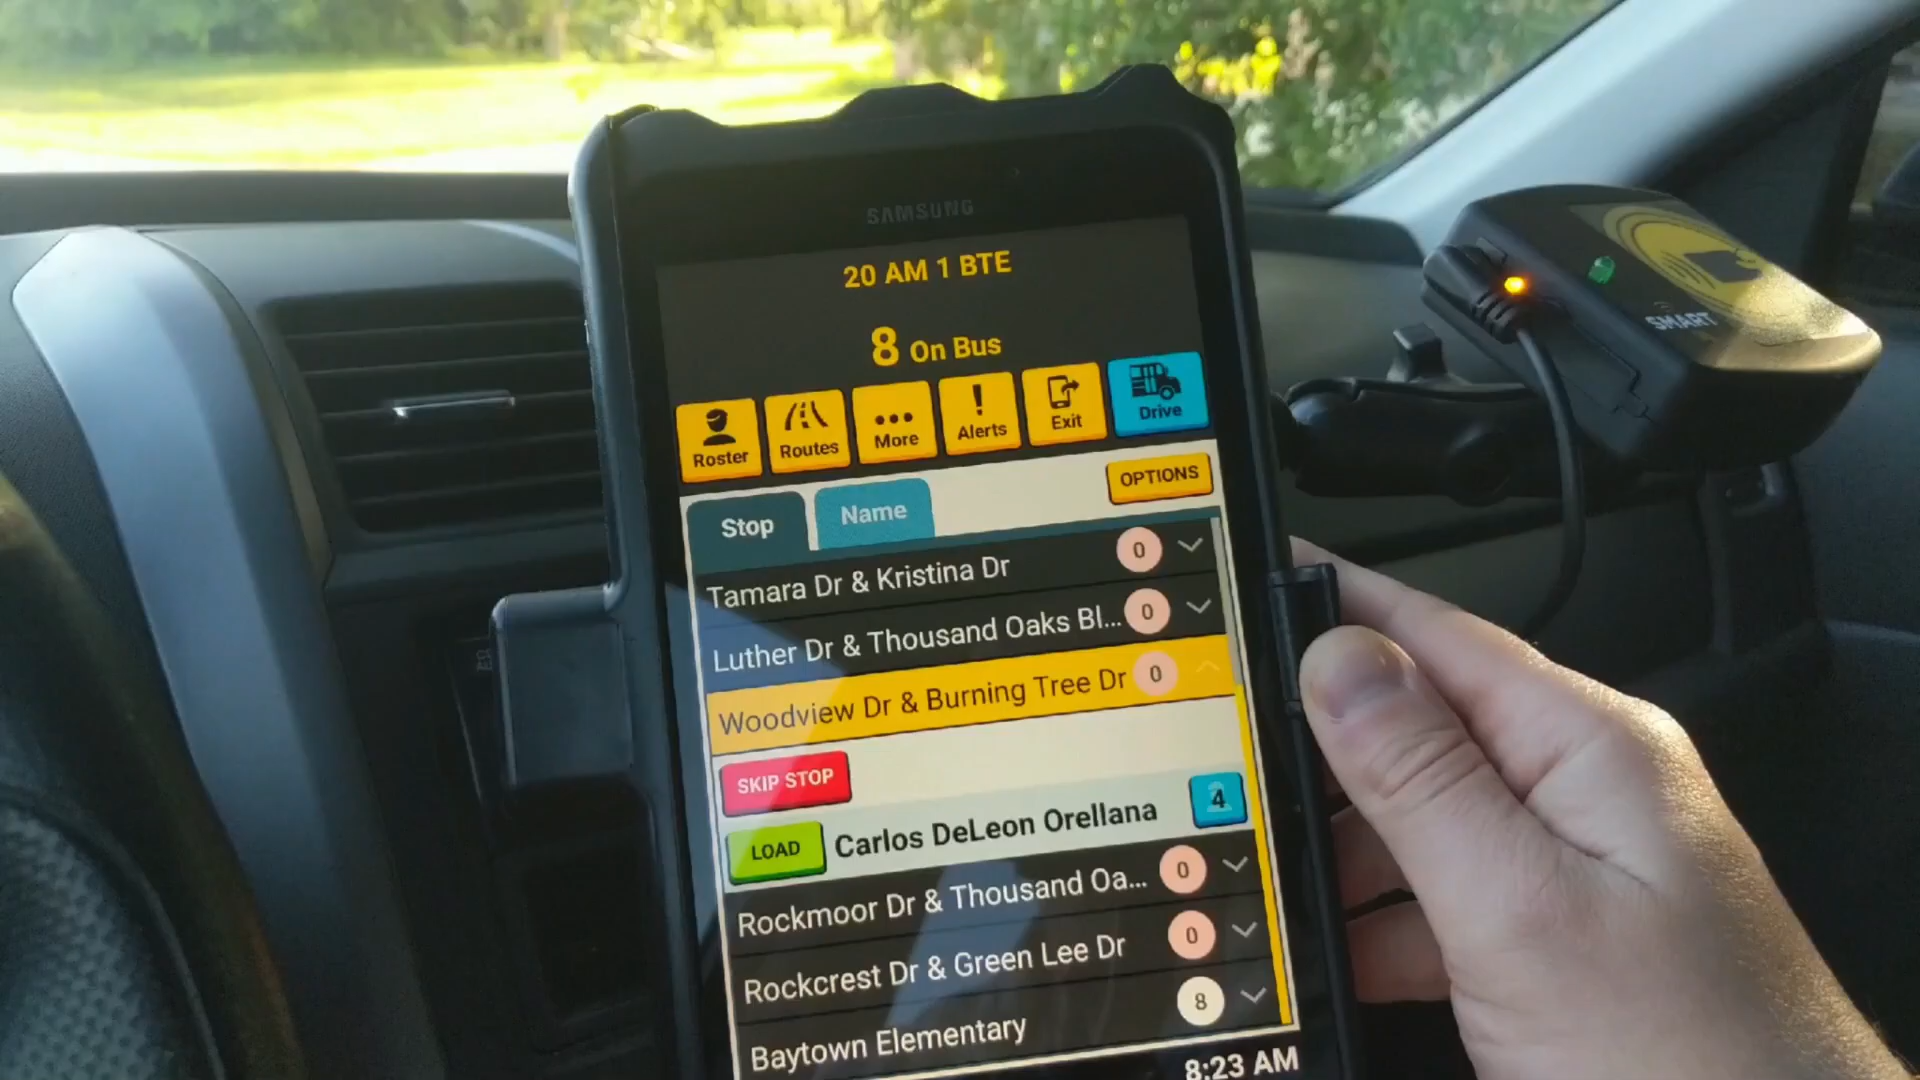 SAMSUNG
20 AM 1 BTE
8 On Bus
Roster
Routes
More
Alerts
Exit
Drive
Stop
Name
OPTIONS
Tamara Dr & Kristina Dr 0
Luther Dr & Thousand Oaks Bl... 0
Woodview Dr & Burning Tree Dr 0
SKIP STOP
LOAD Carlos DeLeon Orellana 4
Rockmoor Dr & Thousand Oa... 0
Rockcrest Dr & Green Lee Dr 0
Baytown Elementary 8
8:23 AM
SMART